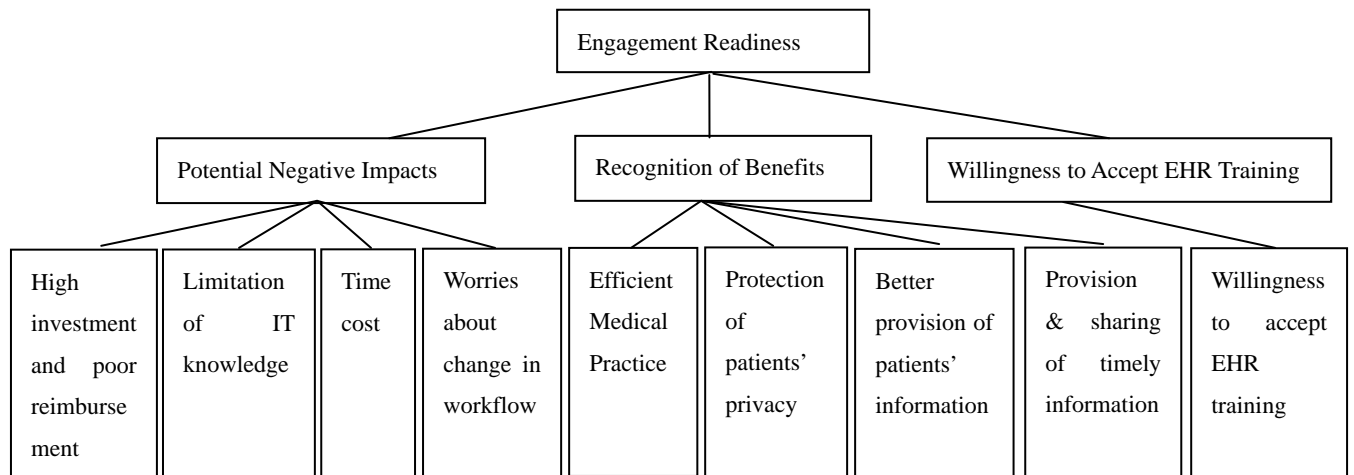 Engagement Readiness
Potential Negative Impacts
Recognition of Benefits
Willingness to Accept EHR Training
High
investment
and poor
reimburse
ment
Limitation
of IT
knowledge
Time
cost
Worries
about
change in
workflow
Efficient
Medical
Practice
Protection
of
patients’
privacy
Better
provision of
patients’
information
Provision
& sharing
of timely
information
Willingness
to accept
EHR
training